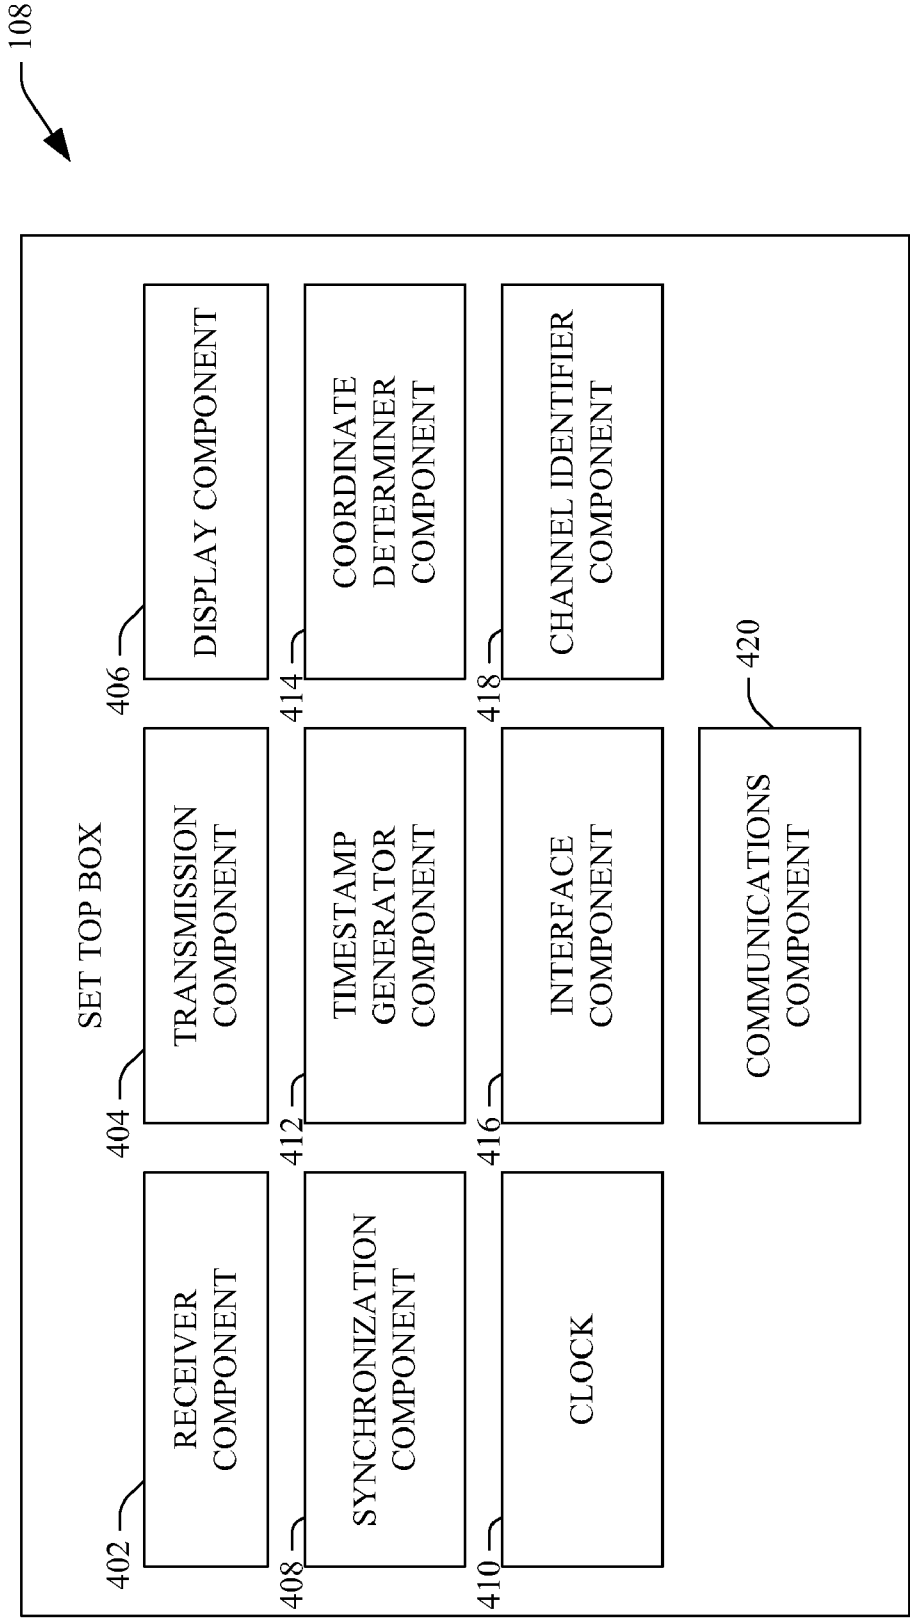 108
SET TOP BOX
402
RECEIVER
COMPONENT
404
TRANSMISSION
COMPONENT
406
DISPLAY COMPONENT
408
SYNCHRONIZATION
COMPONENT
412
TIMESTAMP
GENERATOR
COMPONENT
414
COORDINATE
DETERMINER
COMPONENT
410
CLOCK
416
INTERFACE
COMPONENT
418
CHANNEL IDENTIFIER
COMPONENT
COMMUNICATIONS
COMPONENT
420